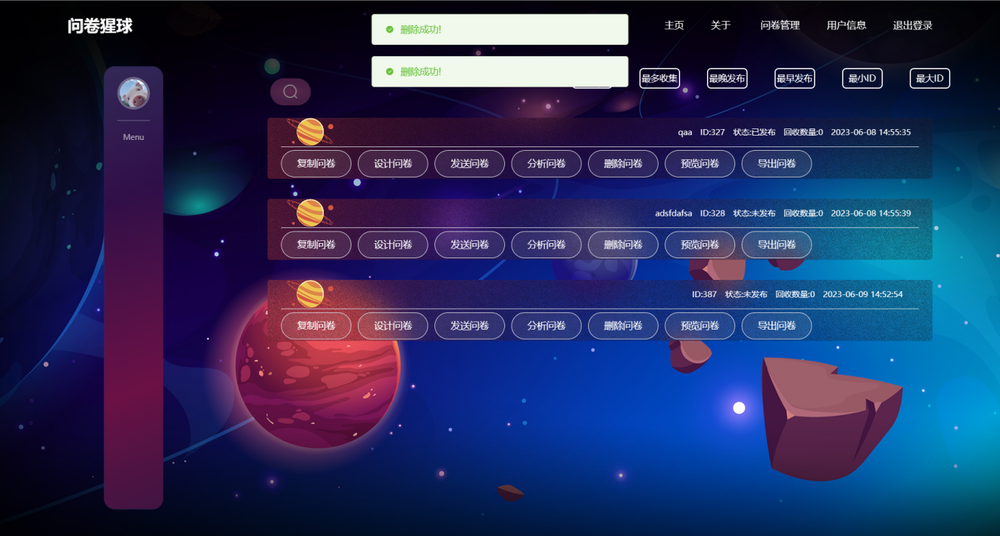 问卷猩球
删除成功!
主页 关于 问卷管理 用户信息 退出登录
删除成功!
最多收集 最晚发布 最早发布 最小ID 最大ID
Menu
qaa ID:327 状态:已发布 回收数量:0 2023-06-08 14:55:35
复制问卷 设计问卷 发送问卷 分析问卷 删除问卷 预览问卷 导出问卷
adsfdafsa ID:328 状态:未发布 回收数量:0 2023-06-08 14:55:39
复制问卷 设计问卷 发送问卷 分析问卷 删除问卷 预览问卷 导出问卷
ID:387 状态:未发布 回收数量:0 2023-06-09 14:52:54
复制问卷 设计问卷 发送问卷 分析问卷 删除问卷 预览问卷 导出问卷